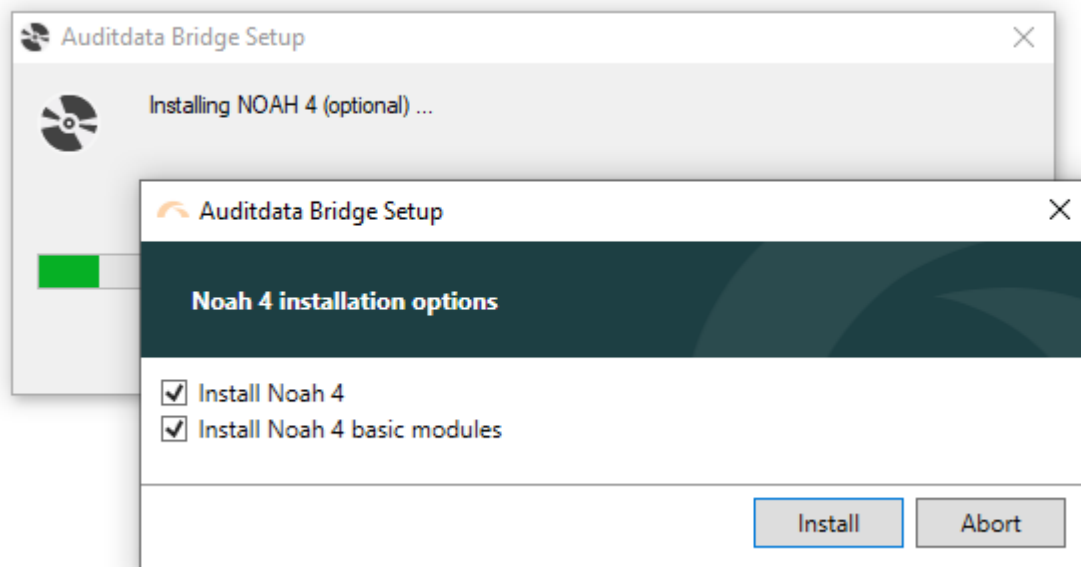 Auditdata Bridge Setup
Installing NOAH 4 (optional) ...
Auditdata Bridge Setup
Noah 4 installation options
Install Noah 4
Install Noah 4 basic modules
Install
Abort